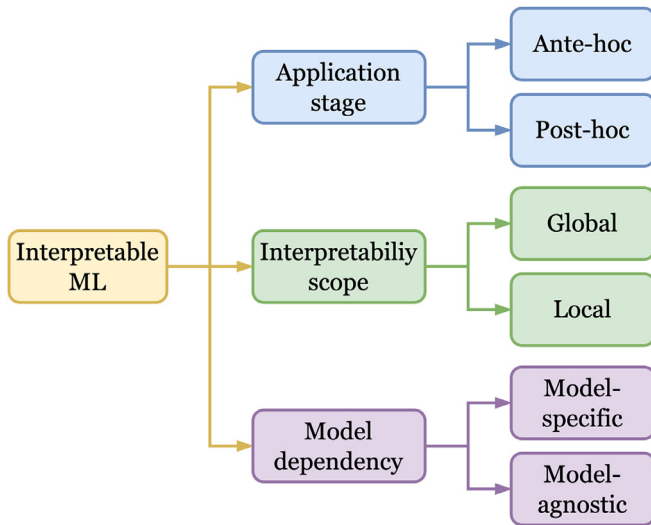 Interpretable
ML
Application
stage
Ante-hoc
Post-hoc
Interpretabiliy
scope
Global
Local
Model
dependency
Model-
specific
Model-
agnostic